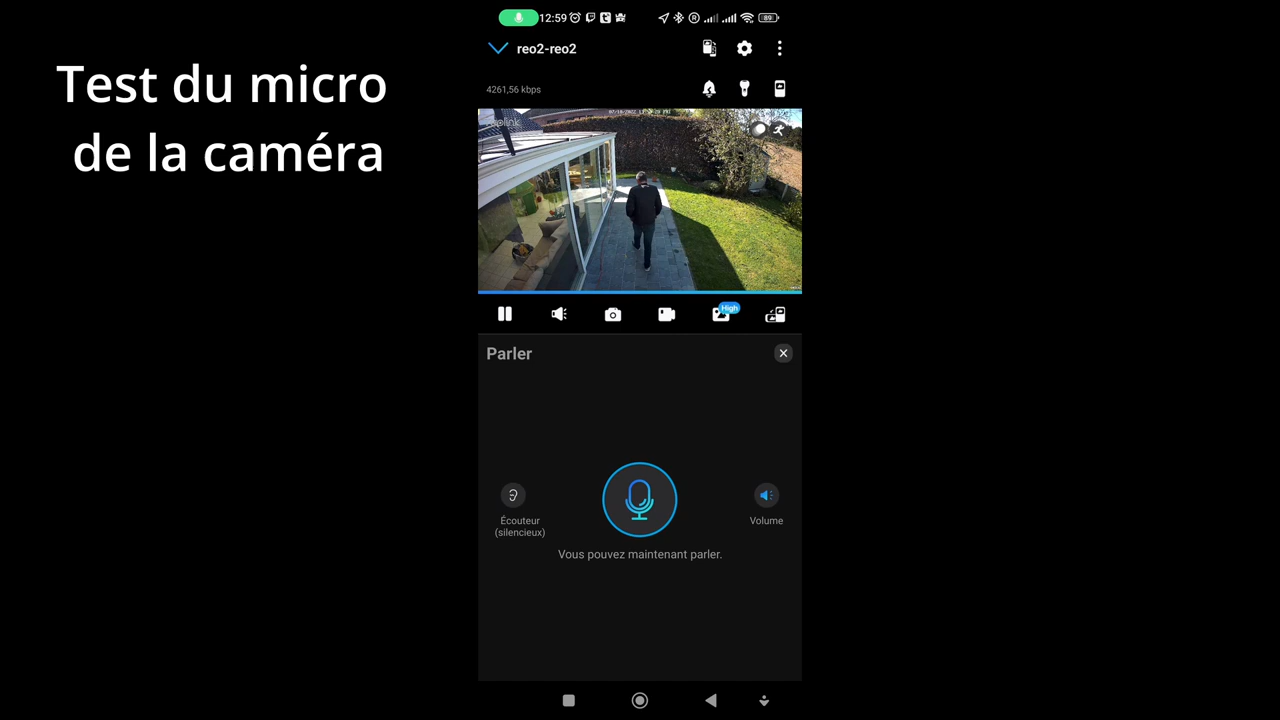 Test du micro
de la caméra
12:59
89
reo2-reo2
4261,56 kbps
High
Parler
Écouteur
(silencieux)
Volume
Vous pouvez maintenant parler.